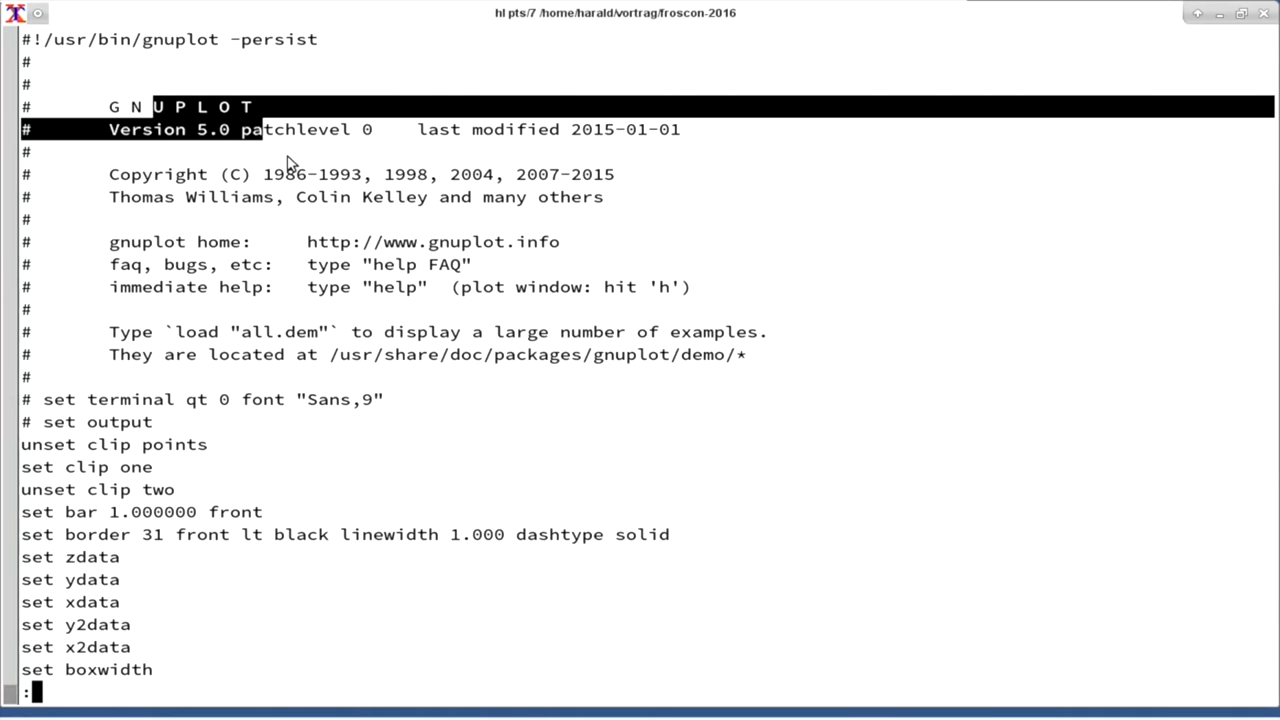 hl pts/7 /home/harald/vortrag/froscon-2016
#!/usr/bin/gnuplot -persist
#
#
#       G N U P L O T
#       Version 5.0 patchlevel 0    last modified 2015-01-01
#
#       Copyright (C) 1986-1993, 1998, 2004, 2007-2015
#       Thomas Williams, Colin Kelley and many others
#
#       gnuplot home:     http://www.gnuplot.info
#       faq, bugs, etc:   type "help FAQ"
#       immediate help:   type "help"  (plot window: hit 'h')
#
#       Type `load "all.dem"` to display a large number of examples.
#       They are located at /usr/share/doc/packages/gnuplot/demo/*
#
# set terminal qt 0 font "Sans,9"
# set output
unset clip points
set clip one
unset clip two
set bar 1.000000 front
set border 31 front lt black linewidth 1.000 dashtype solid
set zdata
set ydata
set xdata
set y2data
set x2data
set boxwidth
: